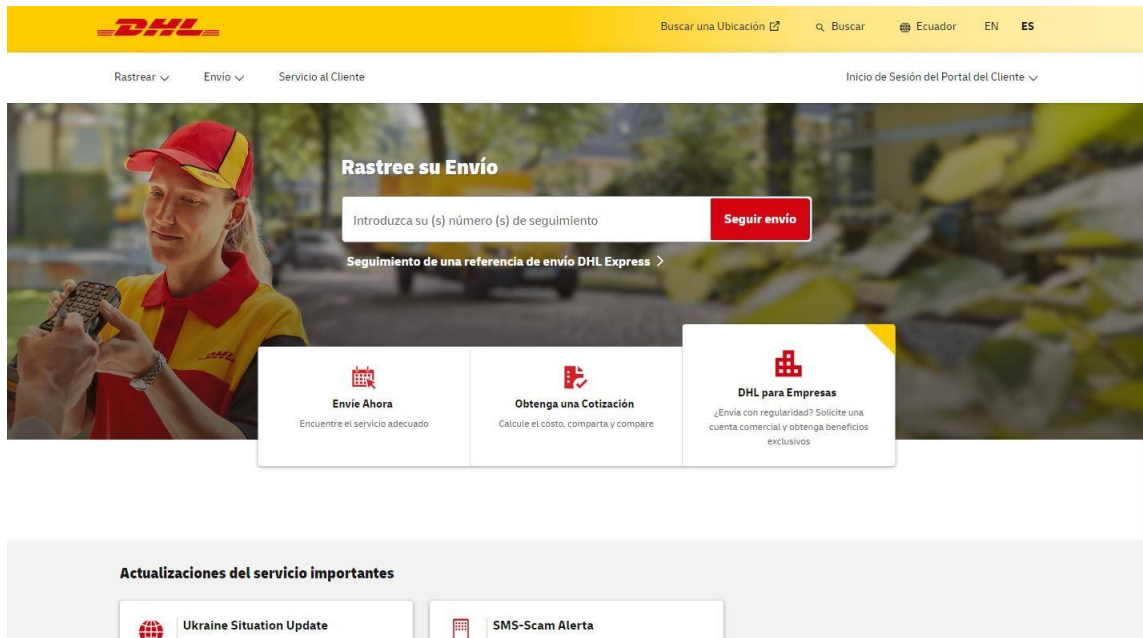 DHL
Buscar una Ubicación
Buscar
Ecuador
EN
ES
Rastrear
Envío
Servicio al Cliente
Inicio de Sesión del Portal del Cliente
Rastree su Envío
Introduzca su (s) número (s) de seguimiento
Seguir envío
Seguimiento de una referencia de envío DHL Express
Envíe Ahora
Encuentre el servicio adecuado
Obtenga una Cotización
Calcule el costo, comparta y compare
DHL para Empresas
¿Envía con regularidad? Solicite una
cuenta comercial y obtenga beneficios
exclusivos
Actualizaciones del servicio importantes
Ukraine Situation Update
SMS-Scam Alerta